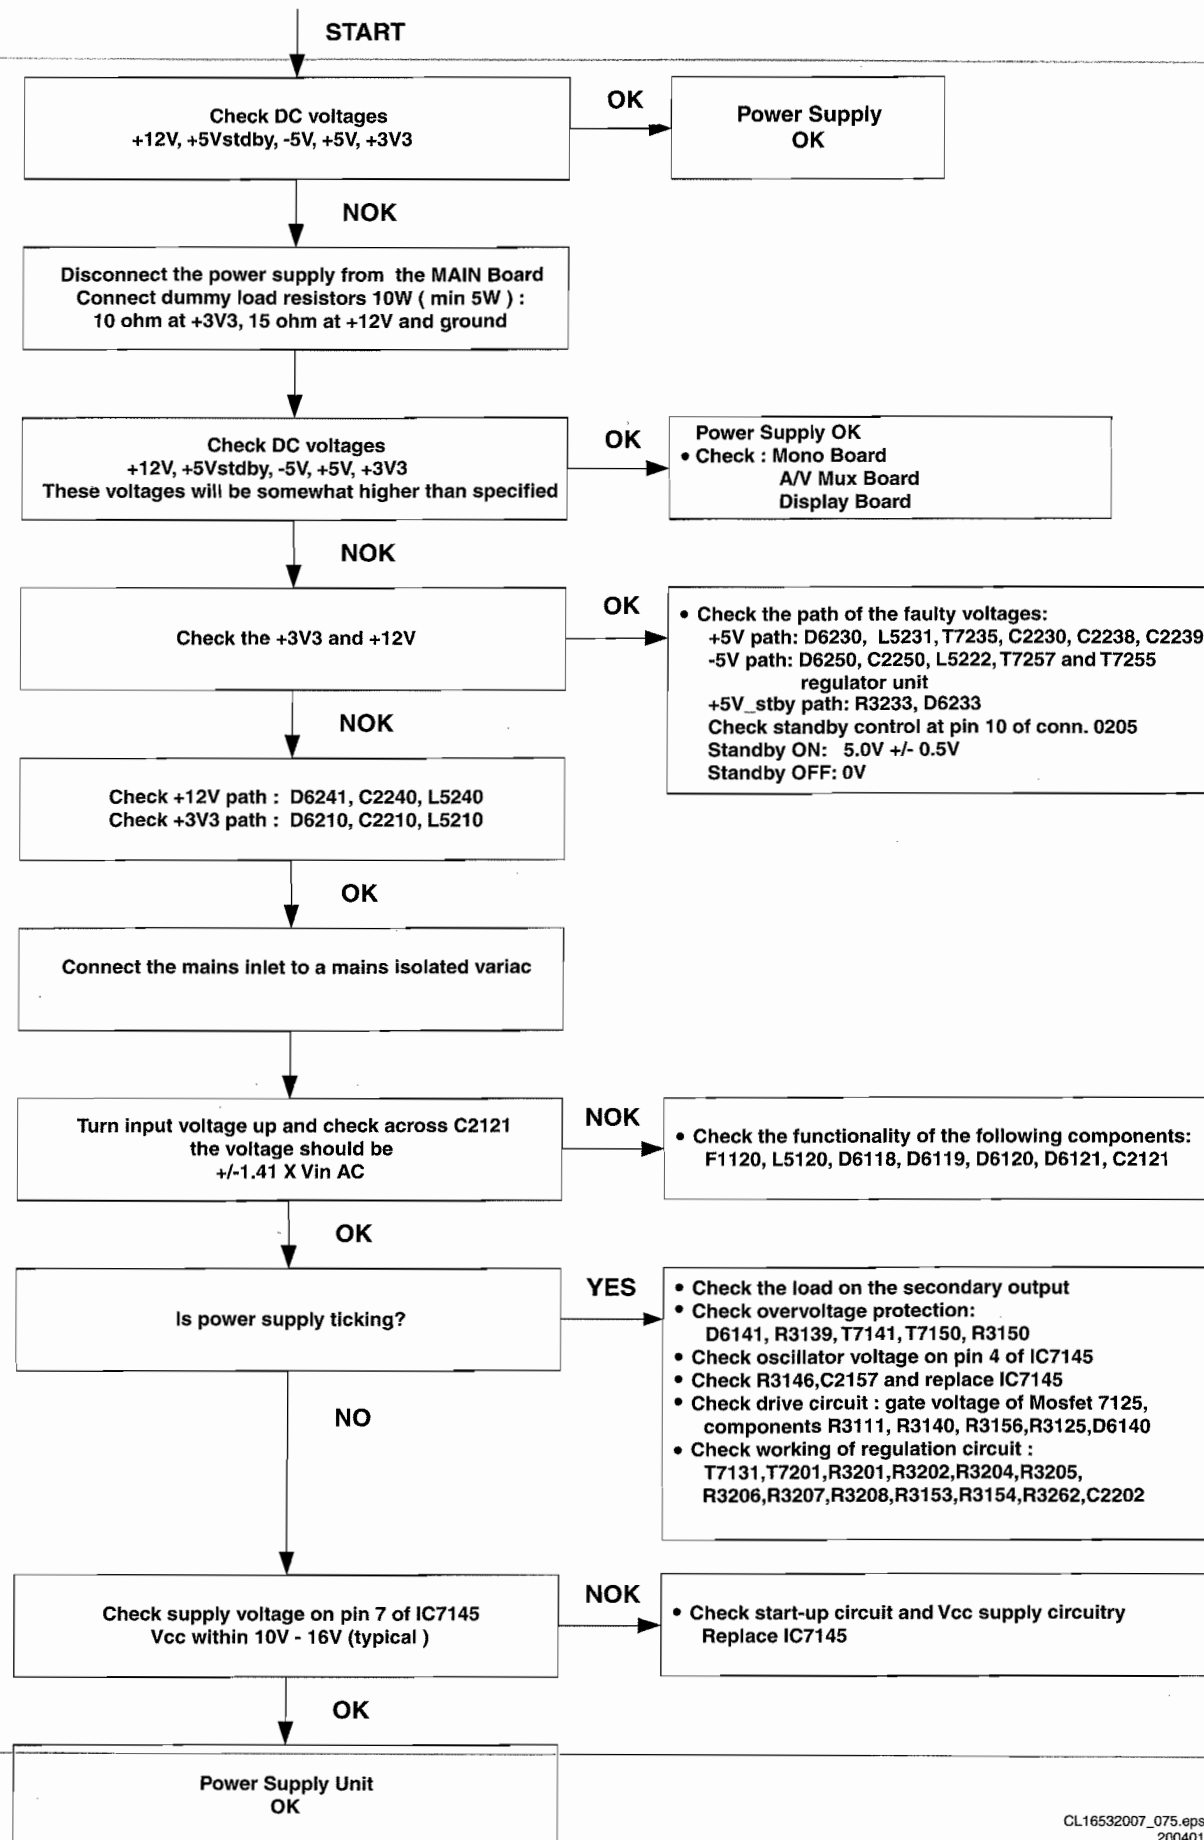 START
Check DC voltages
+12V, +5Vstdby, -5V, +5V, +3V3
OK
Power Supply
OK
NOK
Disconnect the power supply from the MAIN Board
Connect dummy load resistors 10W ( min 5W ) :
10 ohm at +3V3, 15 ohm at +12V and ground
Check DC voltages
+12V, +5Vstdby, -5V, +5V, +3V3
These voltages will be somewhat higher than specified
OK
Power Supply OK
• Check : Mono Board
A/V Mux Board
Display Board
NOK
Check the +3V3 and +12V
OK
• Check the path of the faulty voltages:
+5V path: D6230, L5231, T7235, C2230, C2238, C2239
-5V path: D6250, C2250, L5222, T7257 and T7255
regulator unit
+5V_stby path: R3233, D6233
Check standby control at pin 10 of conn. 0205
Standby ON: 5.0V +/- 0.5V
Standby OFF: 0V
NOK
Check +12V path : D6241, C2240, L5240
Check +3V3 path : D6210, C2210, L5210
OK
Connect the mains inlet to a mains isolated variac
Turn input voltage up and check across C2121
the voltage should be
+/-1.41 X Vin AC
NOK
• Check the functionality of the following components:
F1120, L5120, D6118, D6119, D6120, D6121, C2121
OK
Is power supply ticking?
YES
• Check the load on the secondary output
• Check overvoltage protection:
D6141, R3139, T7141, T7150, R3150
• Check oscillator voltage on pin 4 of IC7145
• Check R3146,C2157 and replace IC7145
• Check drive circuit : gate voltage of Mosfet 7125,
components R3111, R3140, R3156,R3125,D6140
• Check working of regulation circuit :
T7131,T7201,R3201,R3202,R3204,R3205,
R3206,R3207,R3208,R3153,R3154,R3262,C2202
NO
Check supply voltage on pin 7 of IC7145
Vcc within 10V - 16V (typical )
NOK
• Check start-up circuit and Vcc supply circuitry
Replace IC7145
OK
Power Supply Unit
OK
CL16532007_075.eps
200401